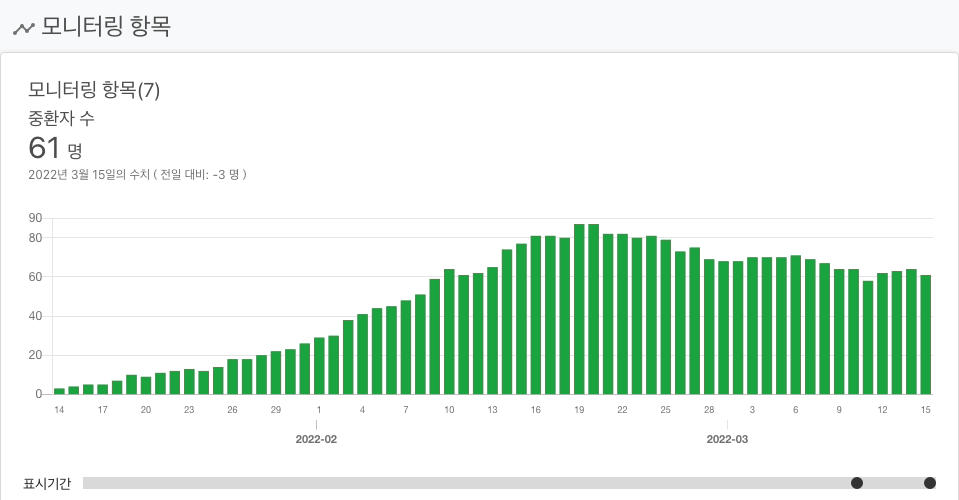 모니터링 항목
모니터링 항목(7)
중환자 수
61 명
2022년 3월 15일의 수치 ( 전일 대비: -3 명 )
90
80
60
40
20
0
14 17 20 23 26 29 1 4 7 10 13 16 19 22 25 28 3 6 9 12 15
2022-02 2022-03
표시기간